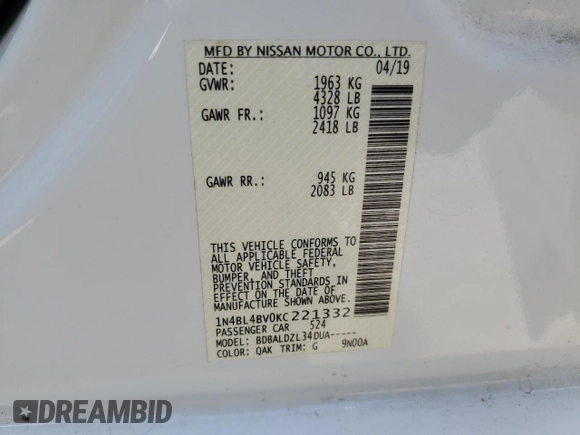 MFD BY NISSAN MOTOR CO., LTD.
DATE: 04/19
GVWR: 1963 KG
4328 LB
GAWR FR.: 1097 KG
2418 LB
GAWR RR.: 945 KG
2083 LB
THIS VEHICLE CONFORMS TO
ALL APPLICABLE FEDERAL
MOTOR VEHICLE SAFETY,
BUMPER, AND THEFT
PREVENTION STANDARDS
IN EFFECT ON THE DATE OF
MANUFACTURE SHOWN ABOVE.
1N4BL4BV0KC221332
PASSENGER CAR 524
MODEL: BDBALDZL34DUA-----
COLOR: QAK TRIM: G 9N00A
DREAMBID